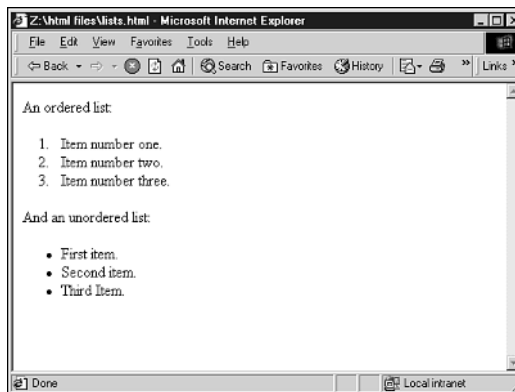 Z:\html files\lists.html - Microsoft Internet Explorer
File Edit View Favorites Tools Help
Back Search Favorites History » Links »
An ordered list:
1. Item number one.
2. Item number two.
3. Item number three.
And an unordered list:
• First item.
• Second item.
• Third Item.
Done Local intranet